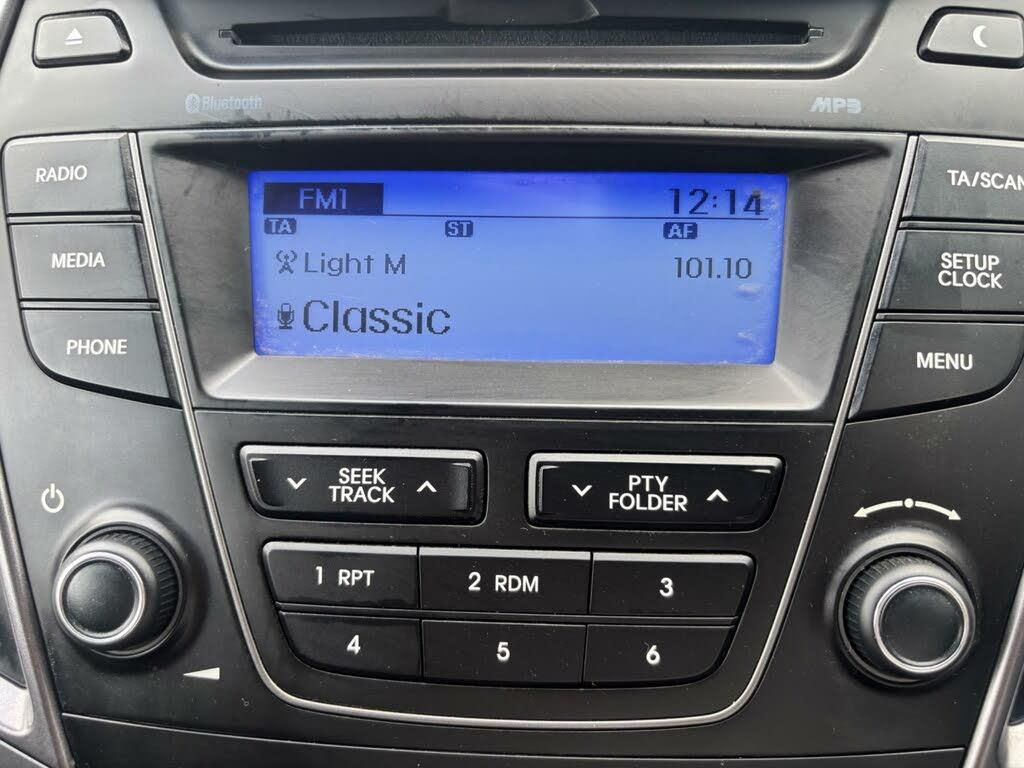 Bluetooth
MP3
RADIO
MEDIA
PHONE
FM1
12:14
TA
ST
AF
Light M
101.10
Classic
TA/SCAN
SETUP
CLOCK
MENU
SEEK
TRACK
PTY
FOLDER
1 RPT
2 RDM
3
4
5
6